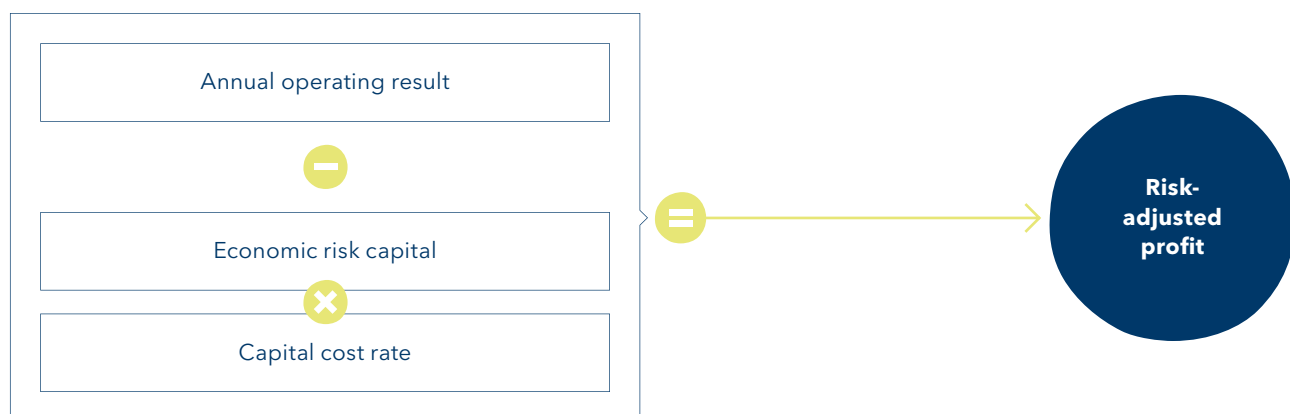 Annual operating result
Economic risk capital
Capital cost rate
Risk-
adjusted
profit